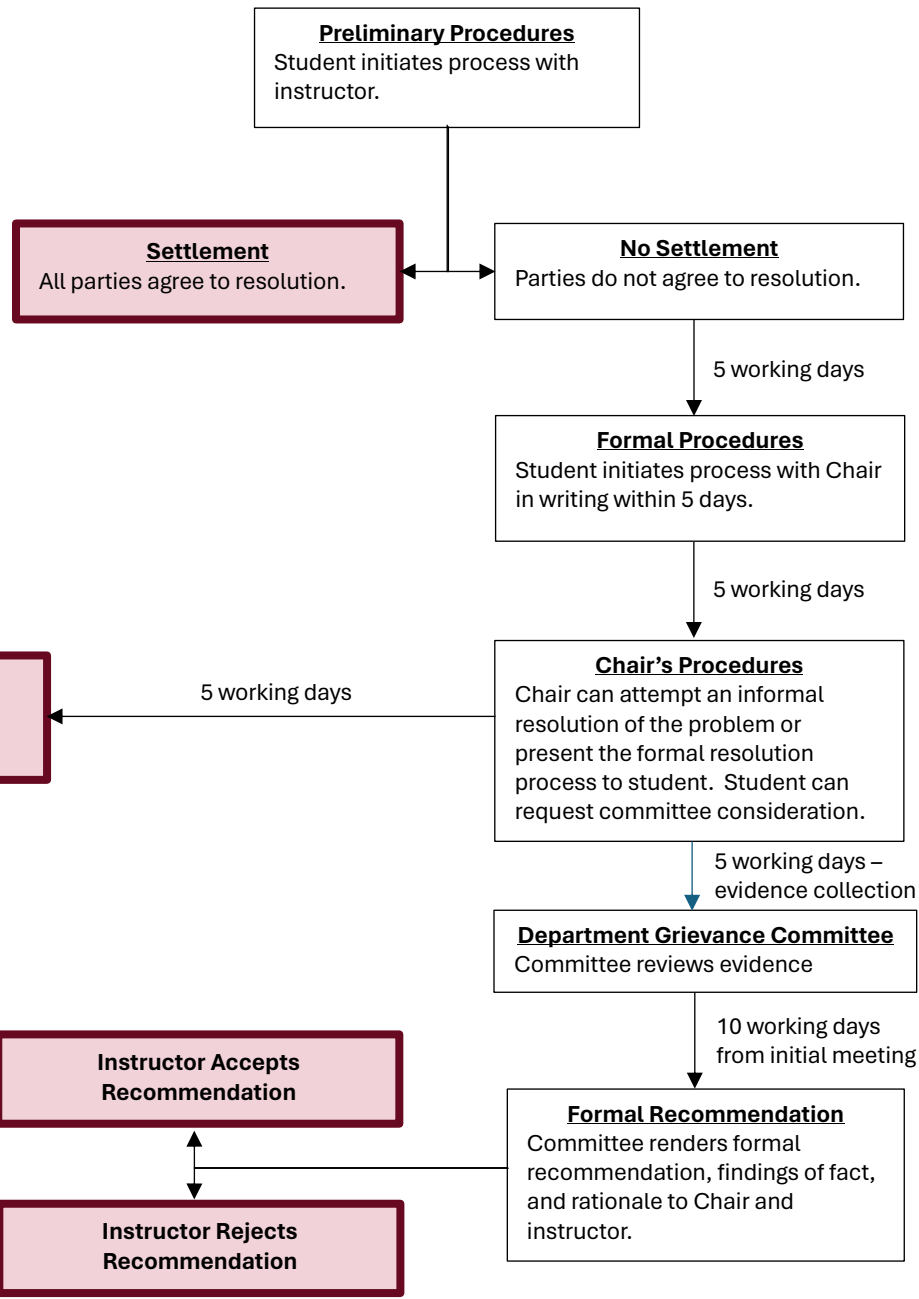 Preliminary Procedures
Student initiates process with
instructor.
Settlement
All parties agree to resolution.
No Settlement
Parties do not agree to resolution.
5 working days
Formal Procedures
Student initiates process with Chair
in writing within 5 days.
5 working days
Chair’s Procedures
Chair can attempt an informal
resolution of the problem or
present the formal resolution
process to student.  Student can
request committee consideration.
5 working days
5 working days –
evidence collection
Department Grievance Committee
Committee reviews evidence
10 working days
from initial meeting
Formal Recommendation
Committee renders formal
recommendation, findings of fact,
and rationale to Chair and
instructor.
Instructor Accepts
Recommendation
Instructor Rejects
Recommendation